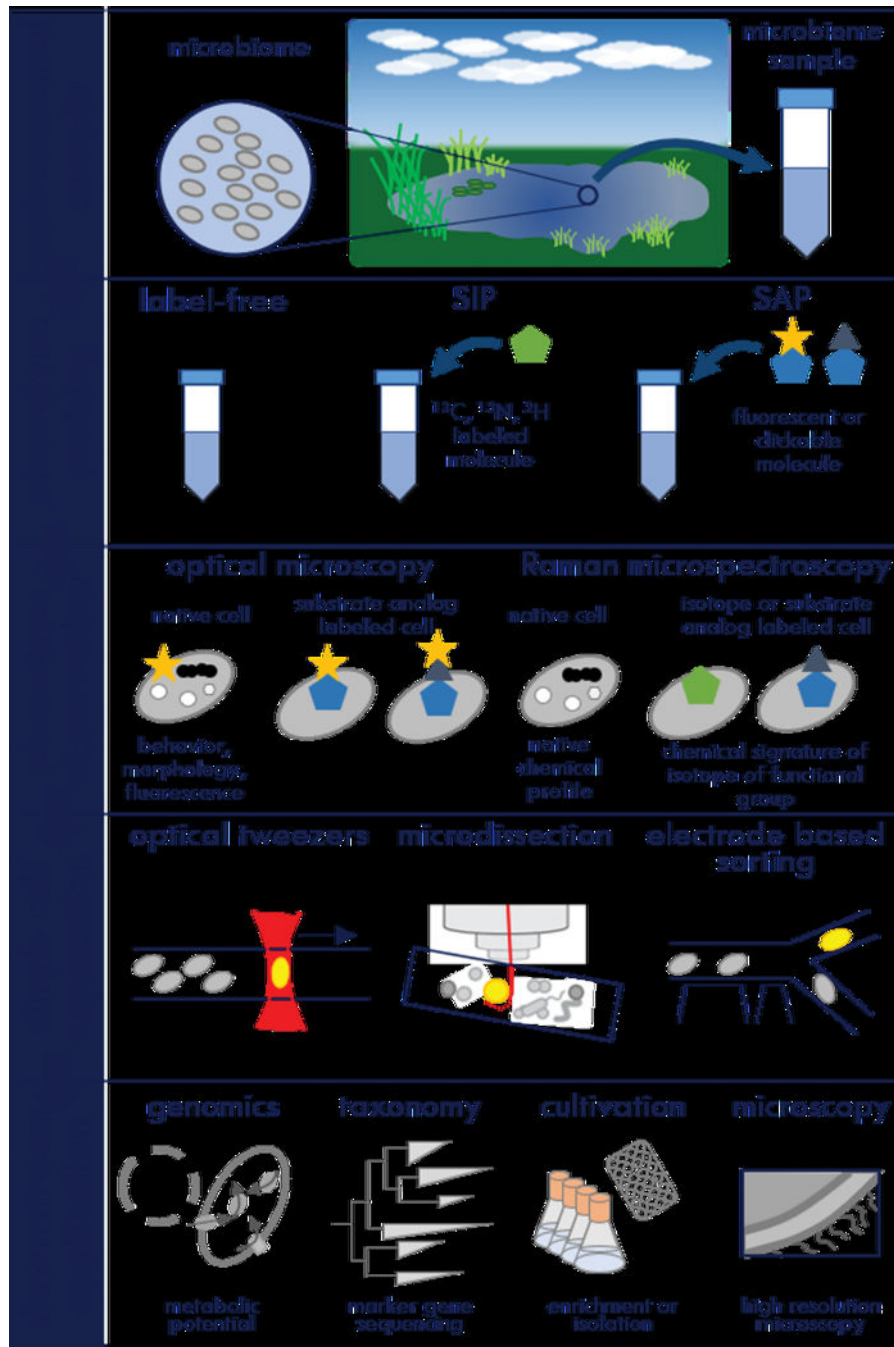 microbiome
microbiome
sample
label-free
SIP
SAP
¹³C, ¹⁵N, ²H
labeled
molecule
fluorescent or
clickable
molecule
optical microscopy
Raman microspectroscopy
native cell
substrate analog
labeled cell
native cell
isotope or substrate
analog labeled cell
behavior,
morphology,
fluorescence
native
chemical
profile
chemical signature of
isotope of functional
group
optical tweezers
microdissection
electrode based
sorting
genomics
taxonomy
cultivation
microscopy
metabolic
potential
marker gene
sequencing
enrichment or
isolation
high resolution
microscopy